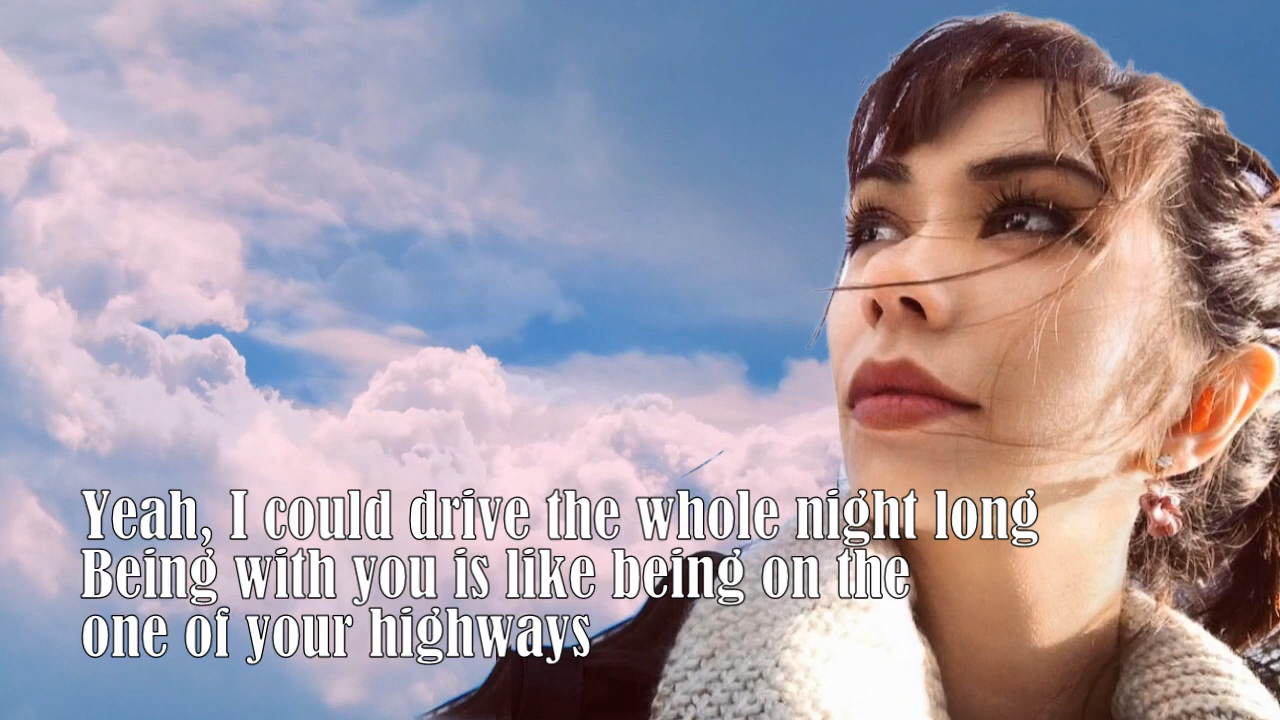 Yeah, I could drive the whole night long
Being with you is like being on the
one of your highways